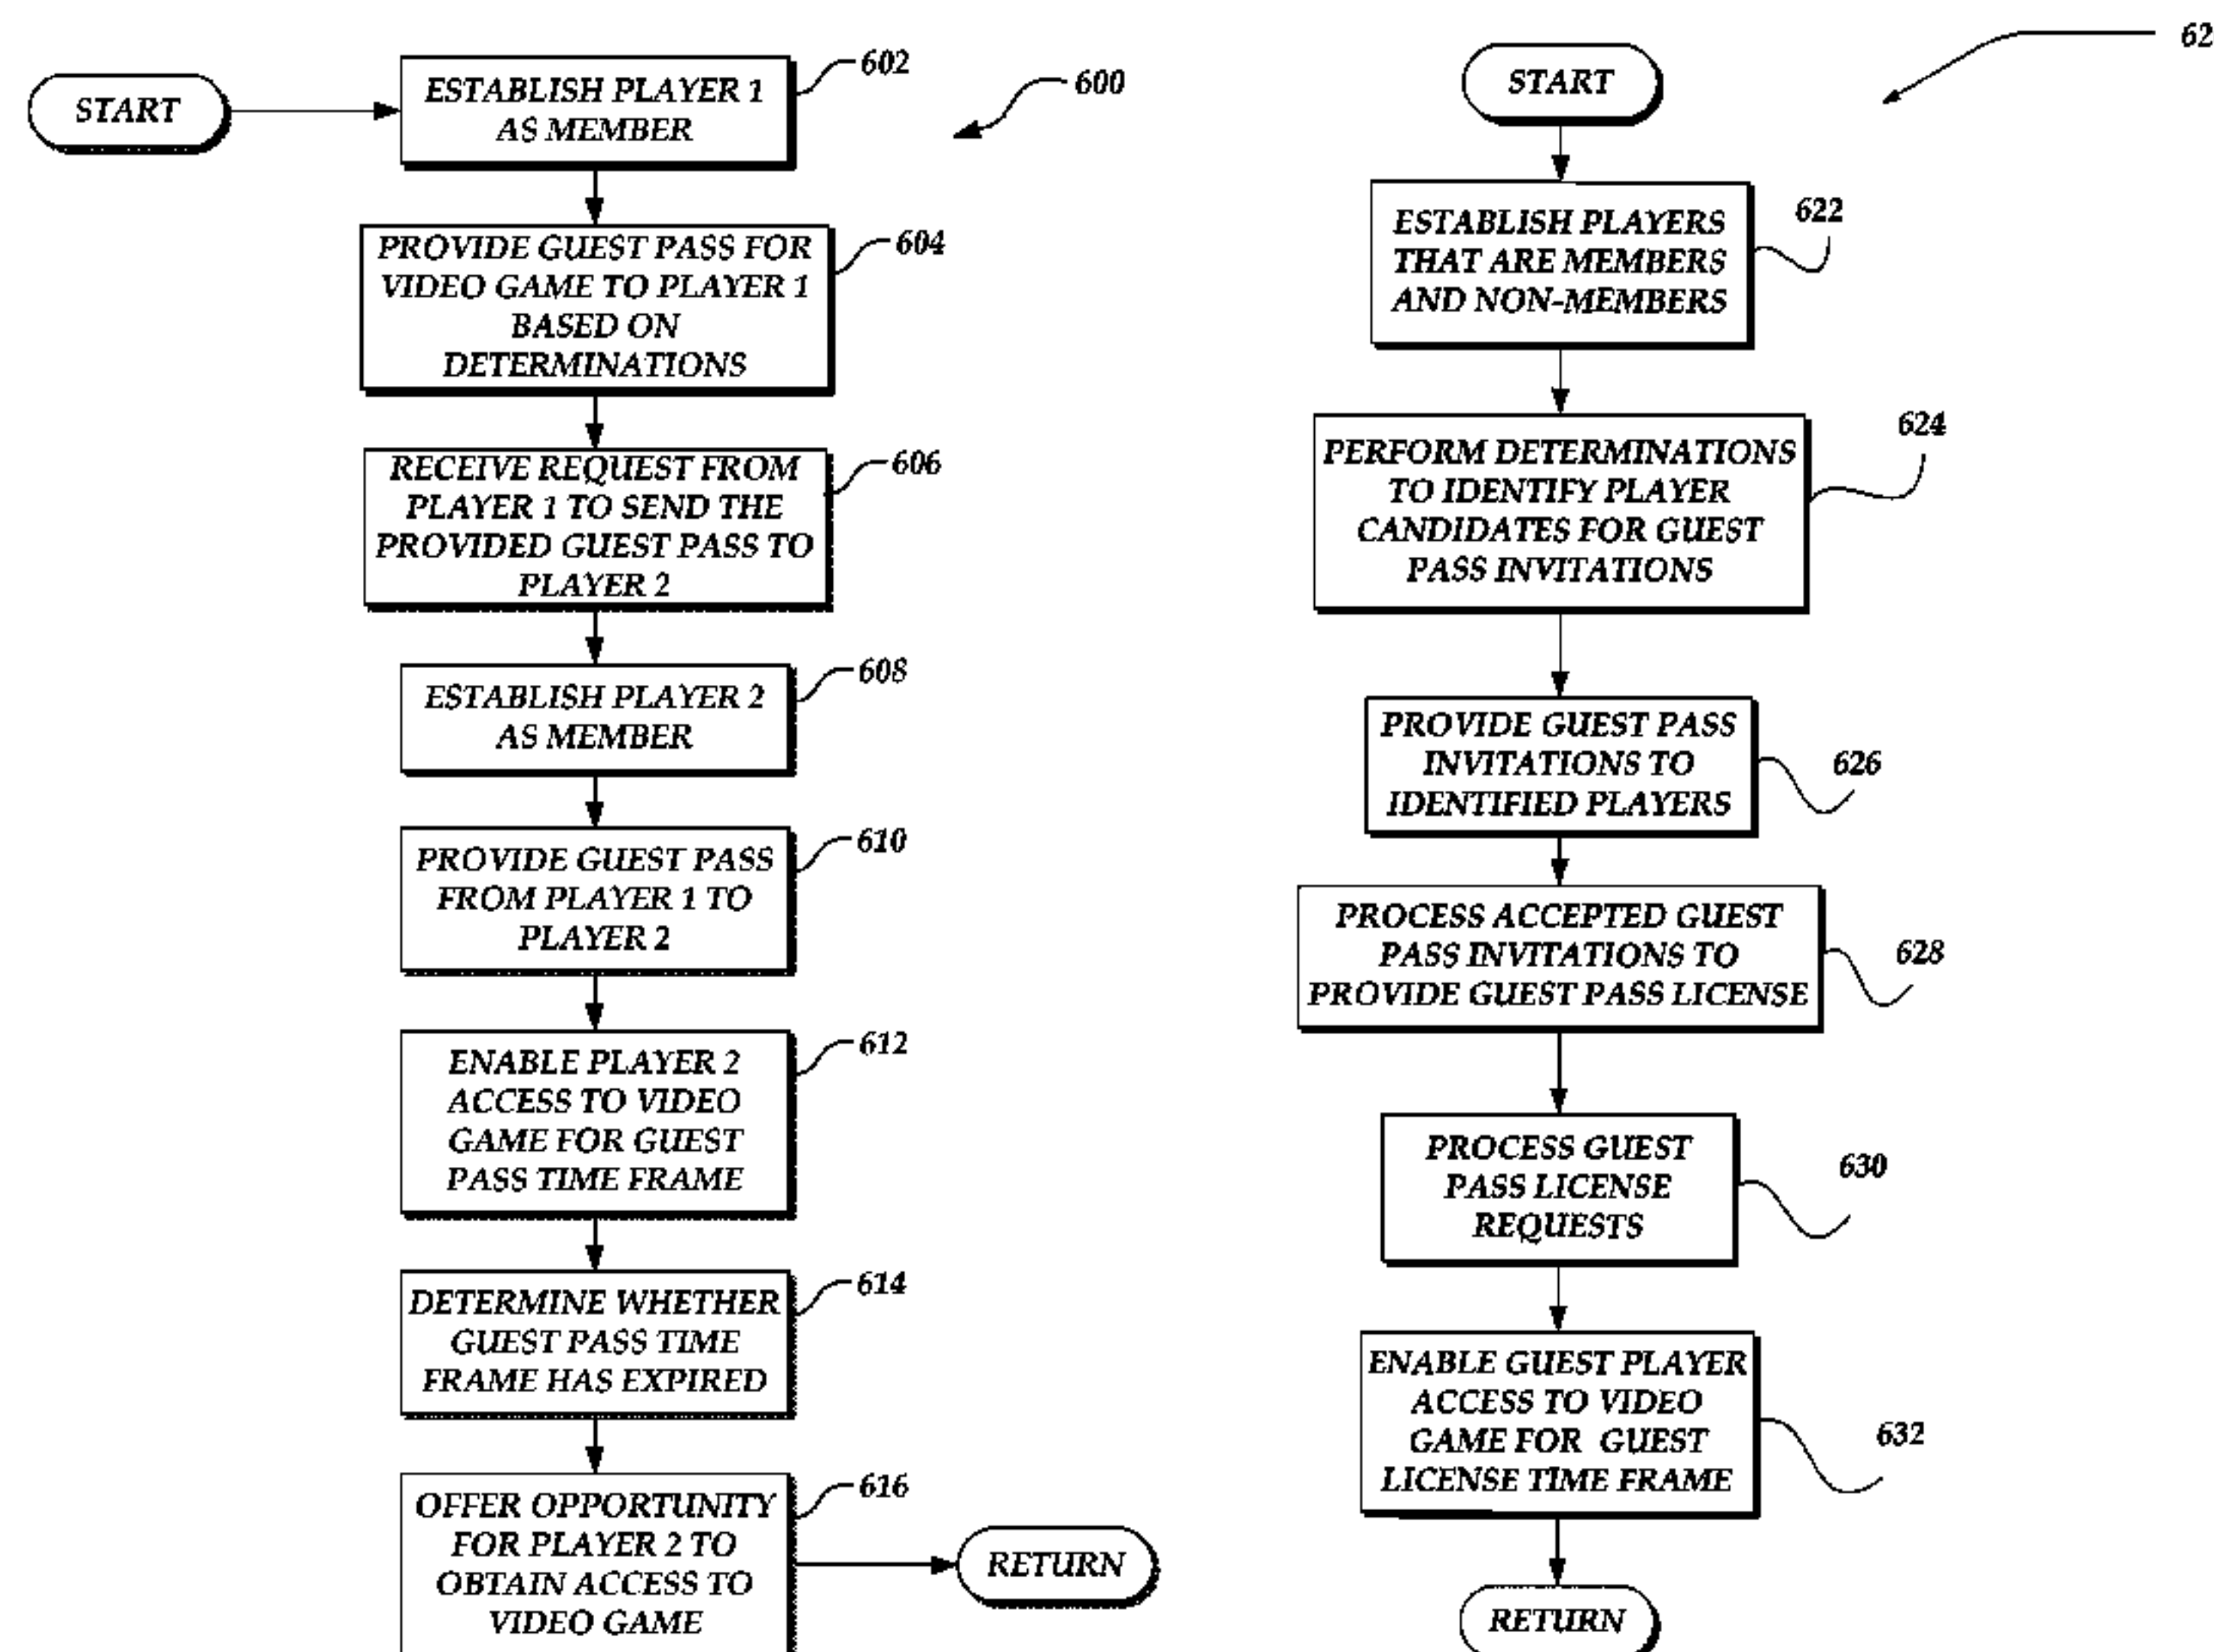 START
ESTABLISH PLAYER 1
AS MEMBER
602
600
PROVIDE GUEST PASS FOR
VIDEO GAME TO PLAYER 1
BASED ON
DETERMINATIONS
604
RECEIVE REQUEST FROM
PLAYER 1 TO SEND THE
PROVIDED GUEST PASS TO
PLAYER 2
606
ESTABLISH PLAYER 2
AS MEMBER
608
PROVIDE GUEST PASS
FROM PLAYER 1 TO
PLAYER 2
610
ENABLE PLAYER 2
ACCESS TO VIDEO
GAME FOR GUEST
PASS TIME FRAME
612
DETERMINE WHETHER
GUEST PASS TIME
FRAME HAS EXPIRED
614
OFFER OPPORTUNITY
FOR PLAYER 2 TO
OBTAIN ACCESS TO
VIDEO GAME
616
RETURN
START
62
ESTABLISH PLAYERS
THAT ARE MEMBERS
AND NON-MEMBERS
622
PERFORM DETERMINATIONS
TO IDENTIFY PLAYER
CANDIDATES FOR GUEST
PASS INVITATIONS
624
PROVIDE GUEST PASS
INVITATIONS TO
IDENTIFIED PLAYERS
626
PROCESS ACCEPTED GUEST
PASS INVITATIONS TO
PROVIDE GUEST PASS LICENSE
628
PROCESS GUEST
PASS LICENSE
REQUESTS
630
ENABLE GUEST PLAYER
ACCESS TO VIDEO
GAME FOR GUEST
LICENSE TIME FRAME
632
RETURN